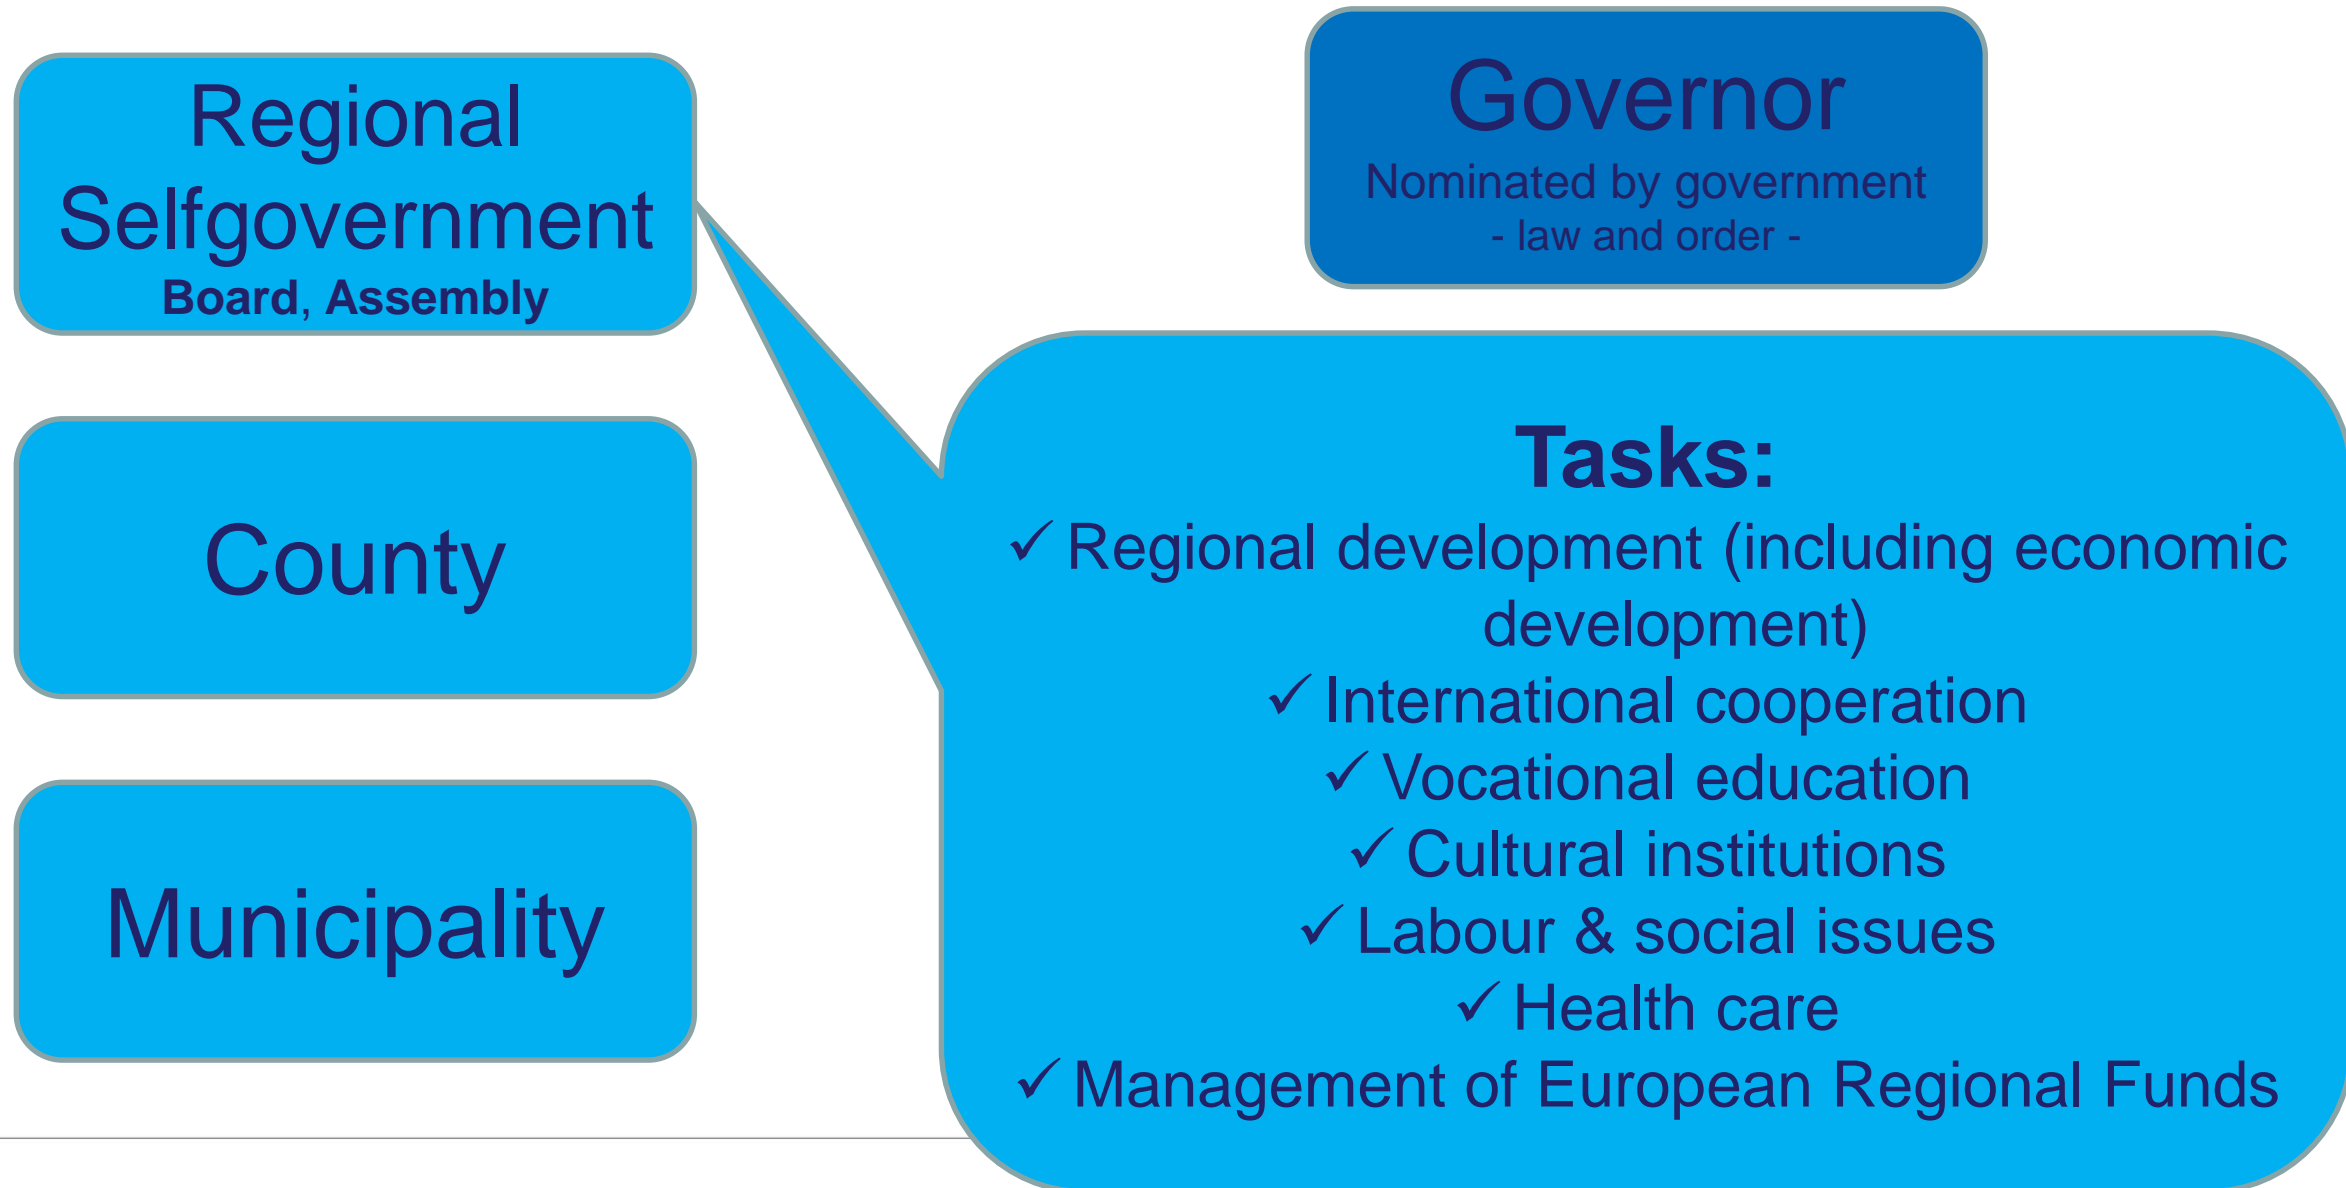 Regional
Selfgovernment
Board, Assembly
Governor
Nominated by government
- law and order -
County
Municipality
Tasks:
✓ Regional development (including economic
development)
✓ International cooperation
✓ Vocational education
✓ Cultural institutions
✓ Labour & social issues
✓ Health care
✓ Management of European Regional Funds